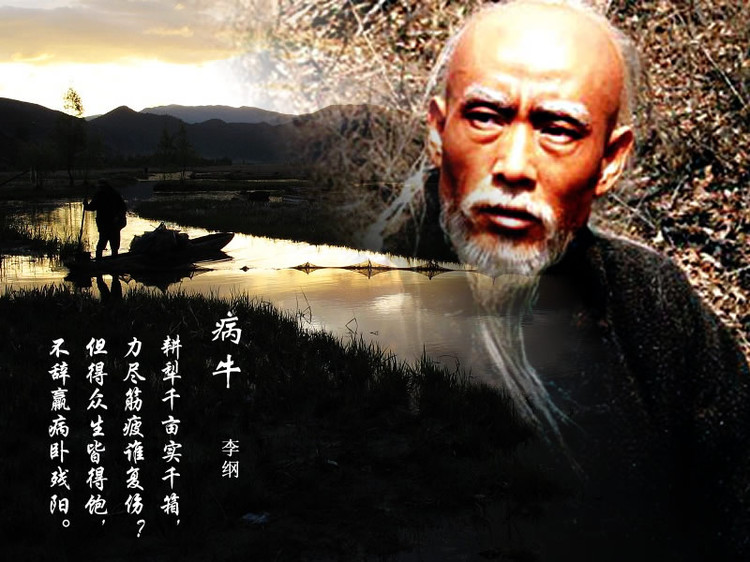 病牛
李纲
耕犁千亩实千箱，
力尽筋疲谁复伤？
但得众生皆得饱，
不辞赢病卧残阳。